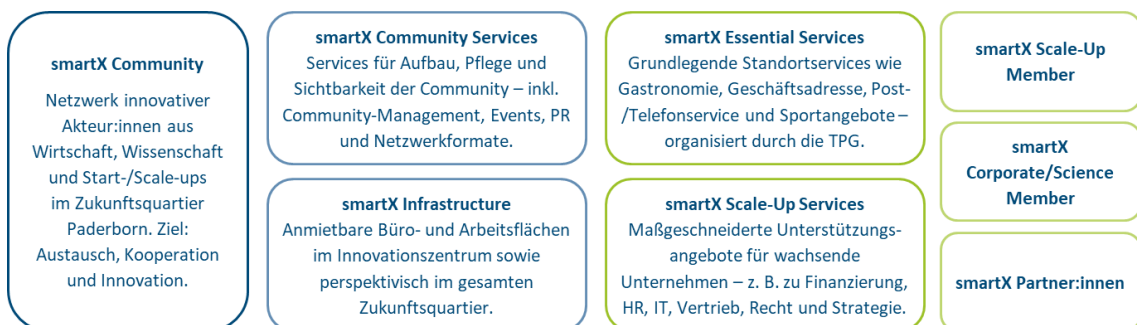 smartX Community
Netzwerk innovativer
Akteur:innen aus
Wirtschaft, Wissenschaft
und Start-/Scale-ups
im Zukunftsquartier
Paderborn. Ziel:
Austausch, Kooperation
und Innovation.
smartX Community Services
Services für Aufbau, Pflege und
Sichtbarkeit der Community – inkl.
Community-Management, Events, PR
und Netzwerkformate.
smartX Infrastructure
Anmietbare Büro- und Arbeitsflächen
im Innovationszentrum sowie
perspektivisch im gesamten
Zukunftsquartier.
smartX Essential Services
Grundlegende Standortservices wie
Gastronomie, Geschäftsadresse, Post-
/Telefonservice und Sportangebote –
organisiert durch die TPG.
smartX Scale-Up Services
Maßgeschneiderte Unterstützungs-
angebote für wachsende
Unternehmen – z. B. zu Finanzierung,
HR, IT, Vertrieb, Recht und Strategie.
smartX Scale-Up
Member
smartX
Corporate/Science
Member
smartX Partner:innen